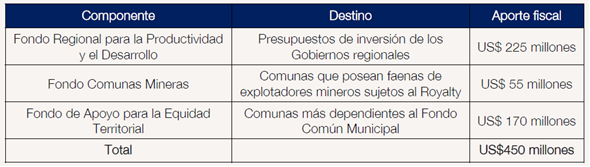 Componente Destino Aporte fiscal
Fondo Regional para la Productividad
y el Desarrollo
Presupuestos de inversión de los
Gobiernos regionales
US$ 225 millones
Fondo Comunas Mineras
Comunas que posean faenas de
explotadores mineros sujetos al Royalty
US$ 55 millones
Fondo de Apoyo para la Equidad
Territorial
Comunas más dependientes al Fondo
Común Municipal
US$ 170 millones
Total US$450 millones